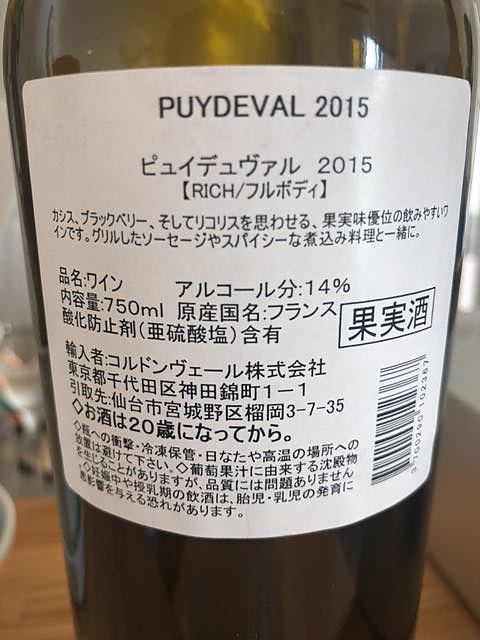 PUYDEVAL 2015
ピュイデュヴァル 2015
【RICH/フルボディ】
カシス、ブラックベリー、そしてリコリスを思わせる、果実味優位の飲みやすいワ
インです。グリルしたソーセージやスパイシーな煮込み料理と一緒に。
品名:ワイン アルコール分:14%
内容量:750ml 原産国名:フランス
酸化防止剤(亜硫酸塩)含有
果実酒
輸入者:コルドンヴェール株式会社
東京都千代田区神田錦町1-1
引取先:仙台市宮城野区榴岡3-7-35
◇お酒は20歳になってから。
◇瓶への衝撃・冷凍保管・日なたや高温の場所への
放置は避けて下さい。◇葡萄果汁に由来する沈殿物
を生じることがありますが、品質には問題ありません
◇妊娠中や授乳期の飲酒は、胎児・乳児の発育に
悪影響を与える恐れがあります。
3 700290 402367